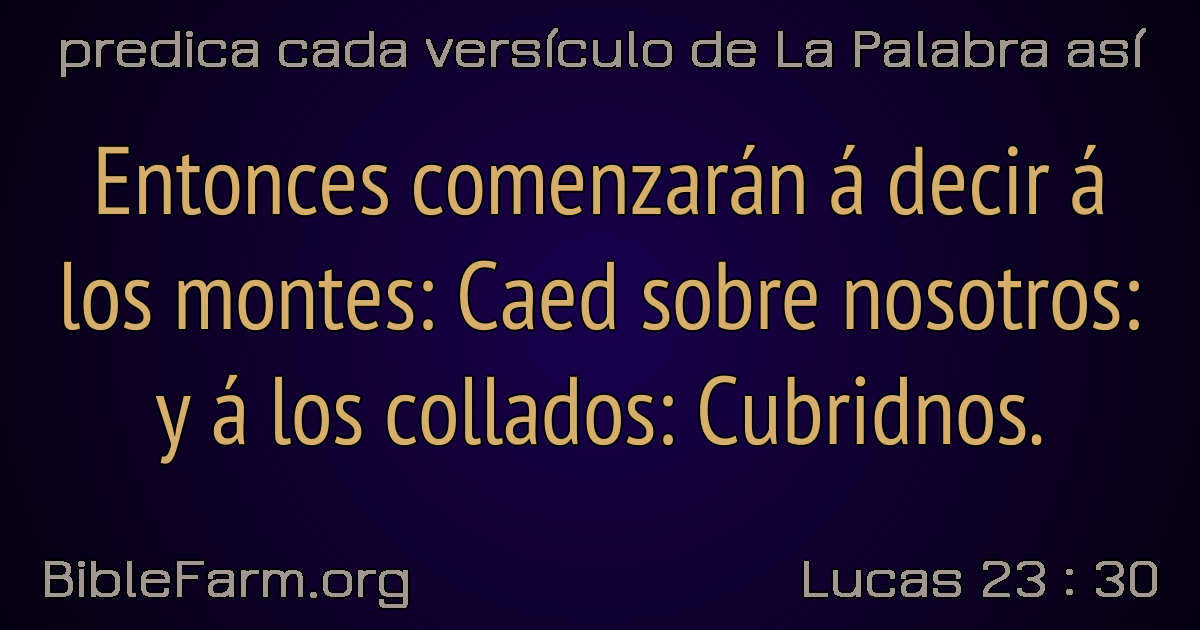 predica cada versículo de La Palabra así
Entonces comenzarán á decir á
los montes: Caed sobre nosotros:
y á los collados: Cubridnos.
BibleFarm.org
Lucas 23 : 30